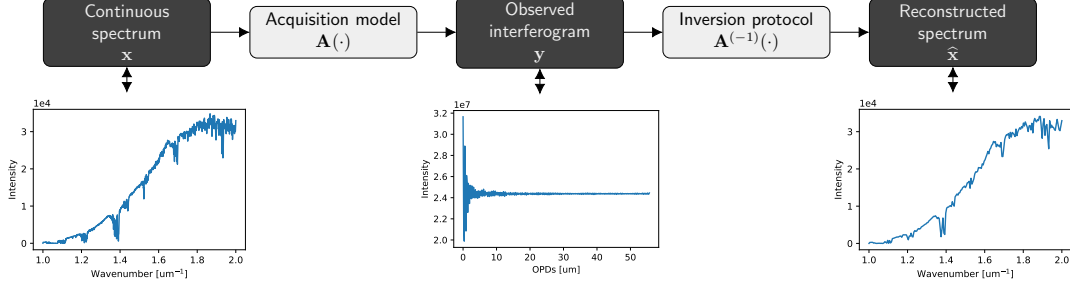 Continuous
spectrum
x
Acquisition model
A(·)
Observed
interferogram
y
Inversion protocol
A^(−1)(·)
Reconstructed
spectrum
x̂
1e4
3
2
1
0
Intensity
1.0 1.2 1.4 1.6 1.8 2.0
Wavenumber [um⁻¹]
1e7
3.2
3.0
2.8
2.6
2.4
2.2
2.0
Intensity
0 10 20 30 40 50
OPDs [um]
1e4
3
2
1
0
Intensity
1.0 1.2 1.4 1.6 1.8 2.0
Wavenumber [um⁻¹]